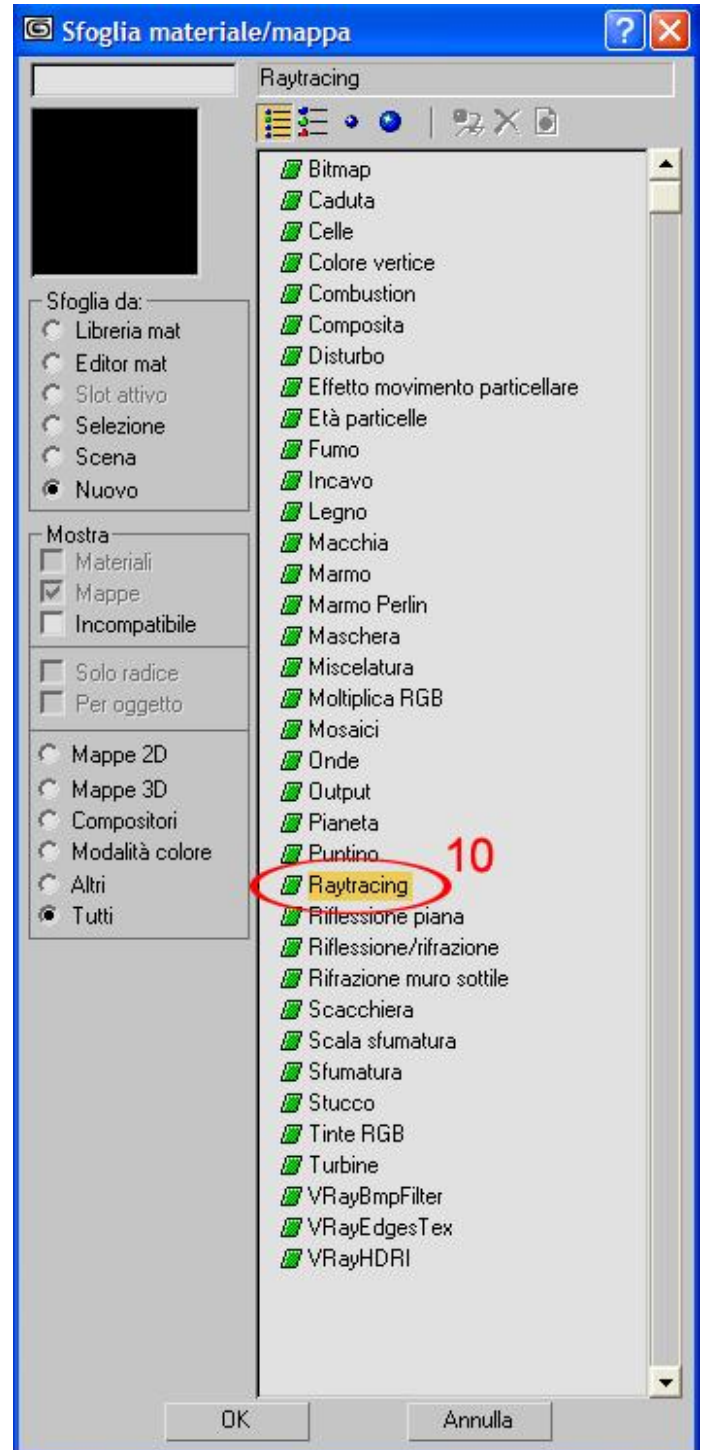 Sfoglia materiale/mappa
Raytracing
Sfoglia da:
Libreria mat
Editor mat
Slot attivo
Selezione
Scena
Nuovo
Mostra
Materiali
Mappe
Incompatibile
Solo radice
Per oggetto
Mappe 2D
Mappe 3D
Compositori
Modalità colore
Altri
Tutti
Bitmap
Caduta
Celle
Colore vertice
Combustion
Composita
Disturbo
Effetto movimento particellare
Età particelle
Fumo
Incavo
Legno
Macchia
Marmo
Marmo Perlin
Maschera
Miscelatura
Moltiplica RGB
Mosaici
Onde
Output
Pianeta
Puntino
10
Raytracing
Riflessione piana
Riflessione/rifrazione
Rifrazione muro sottile
Scacchiera
Scala sfumatura
Sfumatura
Stucco
Tinte RGB
Turbine
VRayBmpFilter
VRayEdgesTex
VRayHDRI
OK
Annulla